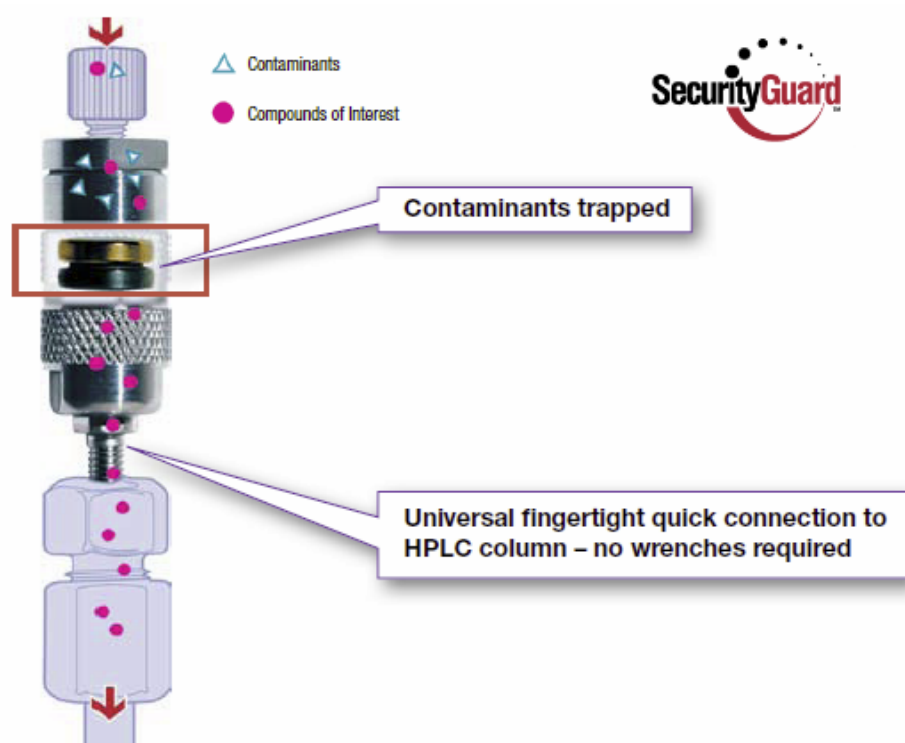 Contaminants
Compounds of Interest
SecurityGuard
Contaminants trapped
Universal fingertight quick connection to
HPLC column – no wrenches required